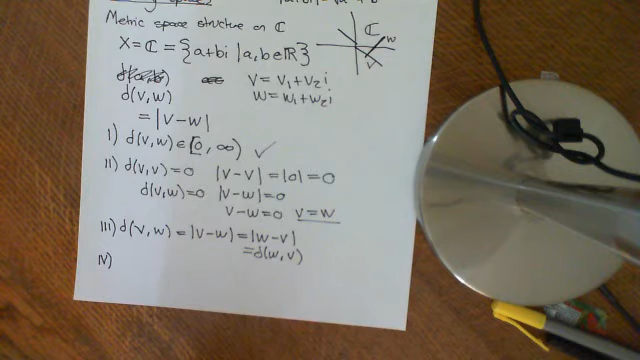 Metric space structure on ℂ
X = ℂ = {a+bi | a, b ∈ ℝ}
ℂ
w
v
v = v₁ + v₂i
d(v,w)
w = w₁ + w₂i
= |v-w|
I) d(v,w) ∈ [0, ∞) ✓
II) d(v,v) = 0 |v-v| = |0| = 0
d(v,w) = 0 |v-w| = 0
v-w = 0 v = w
III) d(v,w) = |v-w| = |w-v|
= d(w,v)
IV)